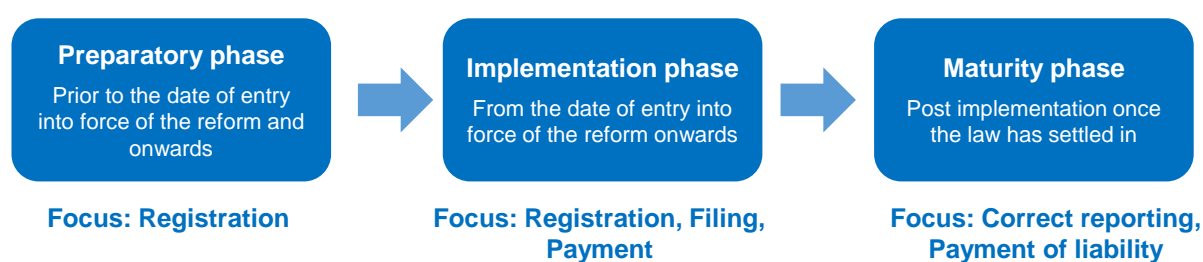 Preparatory phase
Prior to the date of entry
into force of the reform and
onwards
Focus: Registration
Implementation phase
From the date of entry into
force of the reform onwards
Focus: Registration, Filing,
Payment
Maturity phase
Post implementation once
the law has settled in
Focus: Correct reporting,
Payment of liability